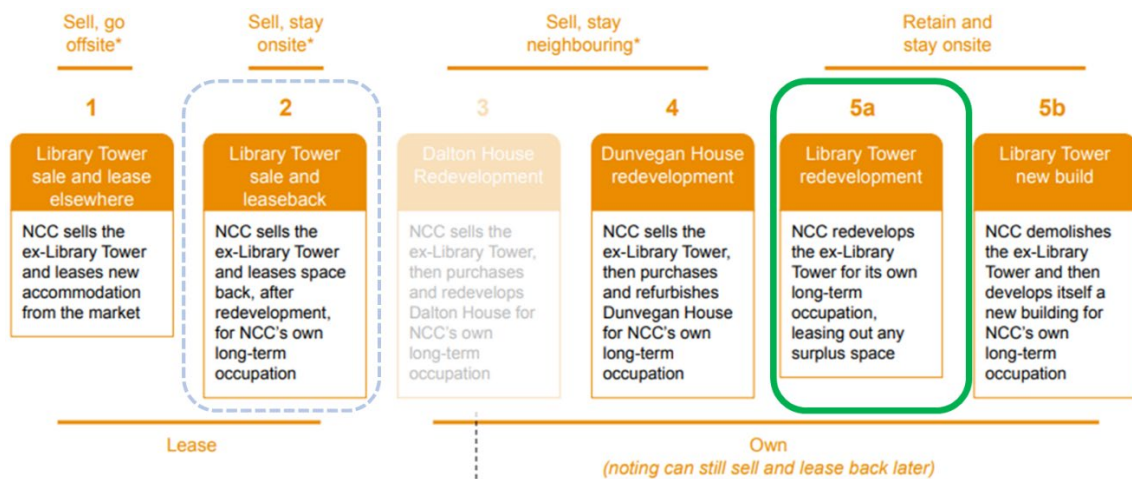 Sell, go
offsite*
Sell, stay
onsite*
Sell, stay
neighbouring*
Retain and
stay onsite
1
Library Tower
sale and lease
elsewhere
NCC sells the
ex-Library Tower
and leases new
accommodation
from the market
2
Library Tower
sale and
leaseback
NCC sells the
ex-Library Tower
and leases space
back, after
redevelopment,
for NCC's own
long-term
occupation
3
Dalton House
Redevelopment
NCC sells the
ex-Library Tower,
then purchases
and redevelops
Dalton House for
NCC's own
long-term
occupation
4
Dunvegan House
redevelopment
NCC sells the
ex-Library Tower,
then purchases
and refurbishes
Dunvegan House
for NCC's own
long-term
occupation
5a
Library Tower
redevelopment
NCC redevelops
the ex-Library
Tower for its own
long-term
occupation,
leasing out any
surplus space
5b
Library Tower
new build
NCC demolishes
the ex-Library
Tower and then
develops itself a
new building for
NCC's own
long-term
occupation
Lease
Own
(noting can still sell and lease back later)